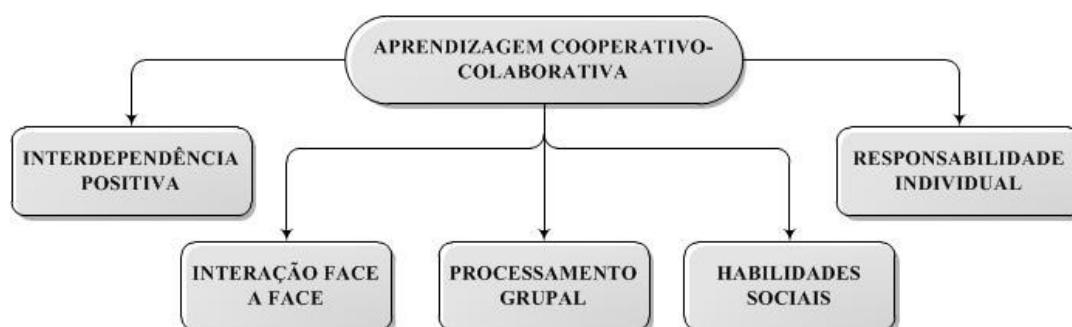 APRENDIZAGEM COOPERATIVO-
COLABORATIVA
INTERDEPENDÊNCIA
POSITIVA
RESPONSABILIDADE
INDIVIDUAL
INTERAÇÃO FACE
A FACE
PROCESSAMENTO
GRUPAL
HABILIDADES
SOCIAIS